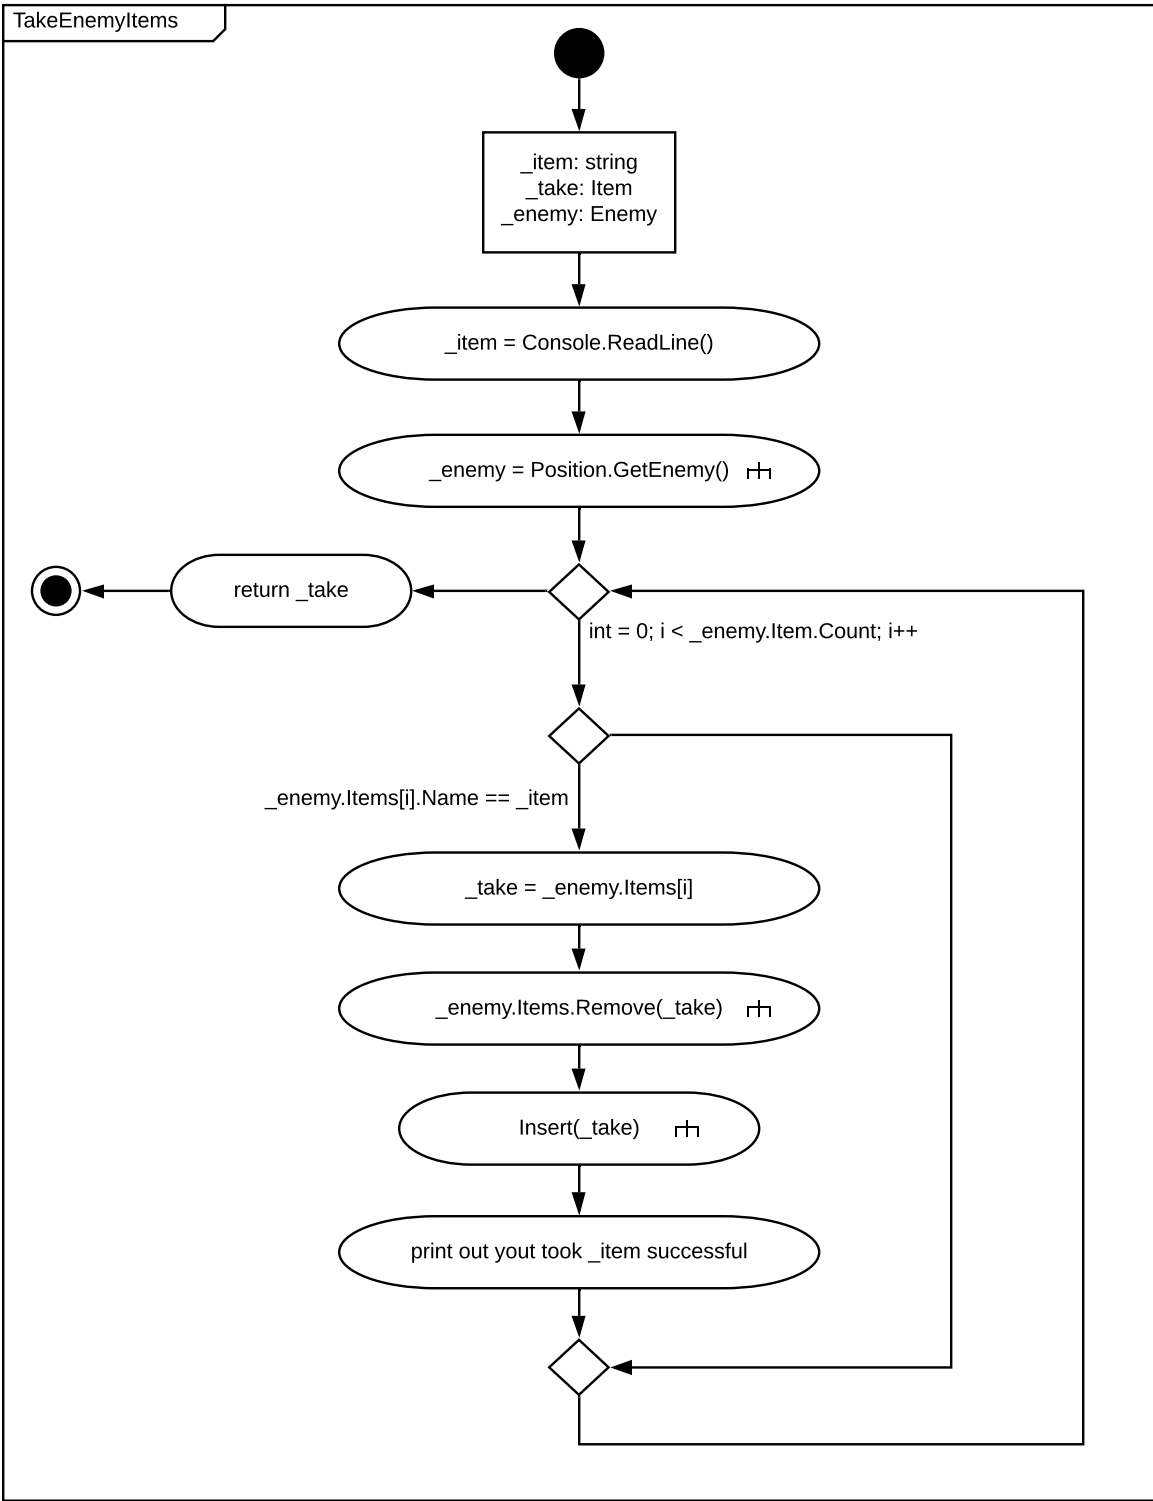 TakeEnemyItems
_item: string
_take: Item
_enemy: Enemy
_item = Console.ReadLine()
_enemy = Position.GetEnemy()
return _take
int = 0; i < _enemy.Item.Count; i++
_enemy.Items[i].Name == _item
_take = _enemy.Items[i]
_enemy.Items.Remove(_take)
Insert(_take)
print out yout took _item successful